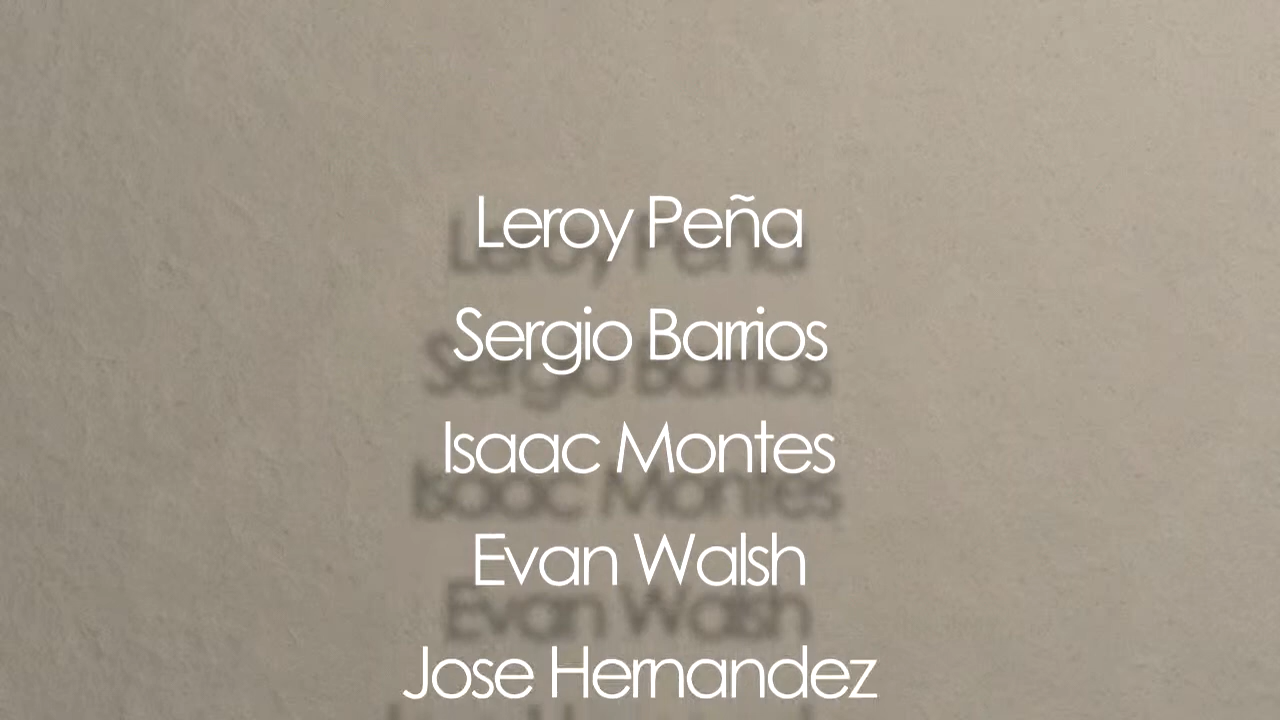 Leroy Peña
Sergio Barrios
Isaac Montes
Evan Walsh
Jose Hernandez